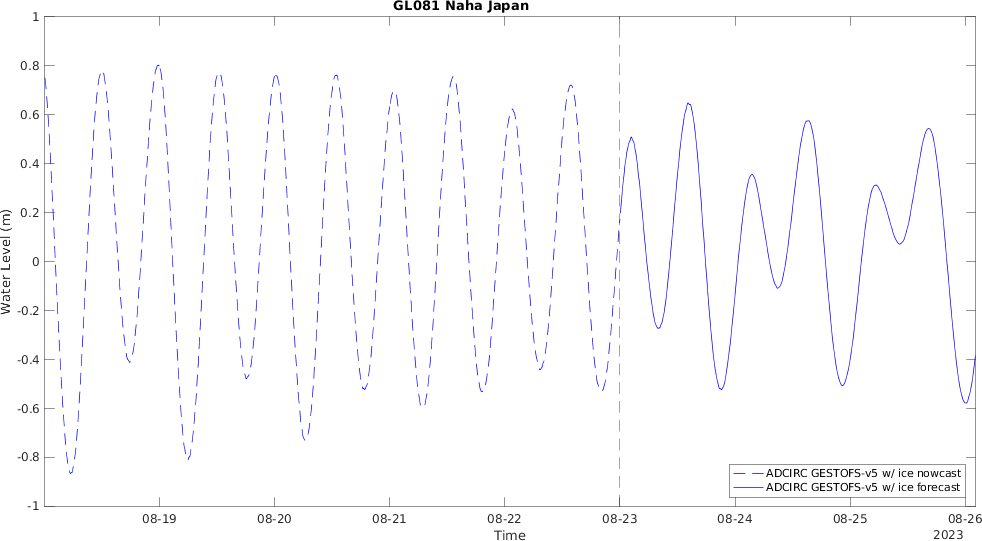 GL081 Naha Japan
1
0.8
0.6
0.4
0.2
0
-0.2
-0.4
-0.6
-0.8
-1
Water Level (m)
08-19 08-20 08-21 08-22 08-23 08-24 08-25 08-26
2023
Time
ADCIRC GESTOFS-v5 w/ ice nowcast
ADCIRC GESTOFS-v5 w/ ice forecast